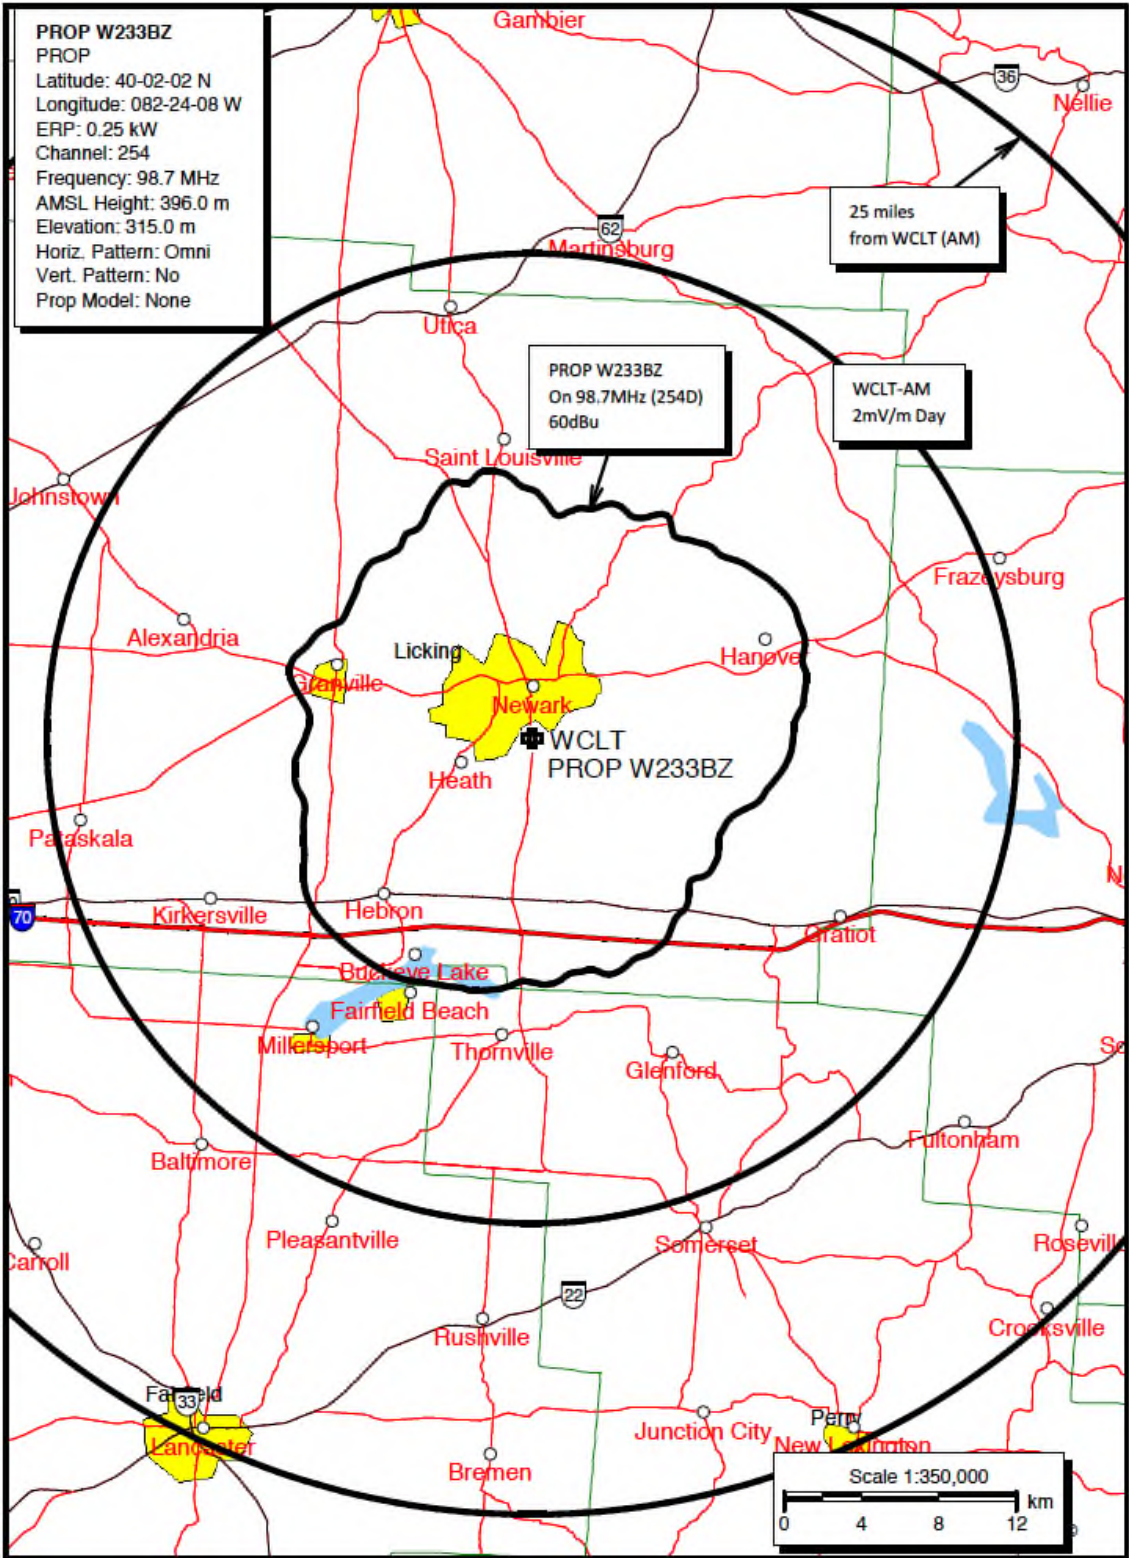 PROP W233BZ
PROP
Latitude: 40-02-02 N
Longitude: 082-24-08 W
ERP: 0.25 kW
Channel: 254
Frequency: 98.7 MHz
AMSL Height: 396.0 m
Elevation: 315.0 m
Horiz. Pattern: Omni
Vert. Pattern: No
Prop Model: None
Gambier
36
Nellie
25 miles
from WCLT (AM)
62
Martinsburg
Utica
PROP W233BZ
On 98.7MHz (254D)
60dBu
WCLT-AM
2mV/m Day
Saint Louisville
Johnstown
Frazeysburg
Alexandria
Licking
Hanover
Granville
Newark
WCLT
PROP W233BZ
Heath
Pataskala
N
70
Kirkersville
Hebron
Gratiot
Buckeye Lake
Fairfield Beach
Millersport
Thornville
Glenford
So
Fultonham
Baltimore
Pleasantville
Somerset
Roseville
Carroll
22
Rushville
Crooksville
Fairfield
33
Lancaster
Junction City
Perry
New Lexington
Bremen
Scale 1:350,000
km
0 4 8 12